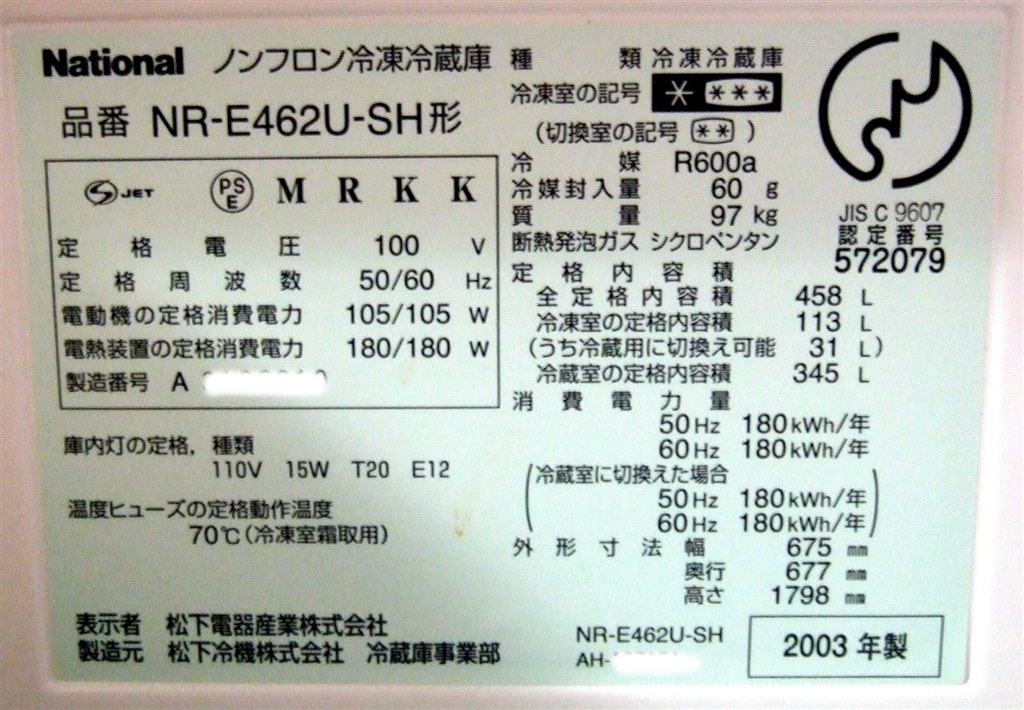 National ノンフロン冷凍冷蔵庫
品番 NR-E462U-SH形
JET PSE M R K K
定格電圧 100 V
定格周波数 50/60 Hz
電動機の定格消費電力 105/105 W
電熱装置の定格消費電力 180/180 W
製造番号 A
庫内灯の定格, 種類
110V 15W T20 E12
温度ヒューズの定格動作温度
70℃(冷凍室霜取用)
表示者 松下電器産業株式会社
製造元 松下冷機株式会社 冷蔵庫事業部
種類 冷凍冷蔵庫
冷凍室の記号 * ***
(切換室の記号 ** )
冷媒 R600a
冷媒封入量 60 g
質量 97 kg
断熱発泡ガス シクロペンタン
定格内容積
全定格内容積 458 L
冷凍室の定格内容積 113 L
(うち冷蔵用に切換え可能 31 L)
冷蔵室の定格内容積 345 L
消費電力量
50Hz 180kWh/年
60Hz 180kWh/年
(冷蔵室に切換えた場合
50Hz 180kWh/年
60Hz 180kWh/年)
外形寸法幅 675 mm
奥行 677 mm
高さ 1798 mm
NR-E462U-SH
AH-
2003年製
JIS C 9607
認定番号
572079